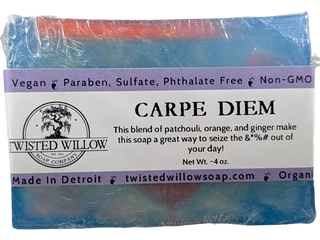 Vegan Paraben, Sulfate, Phthalate Free Non-GMO
CARPE DIEM
This blend of patchouli, orange, and ginger make
this soap a great way to seize the &*%# out of
your day!
Net Wt. ~4 oz.
TWISTED WILLOW
SOAP COMPANY
Made In Detroit twistedwillowsoap.com Organi